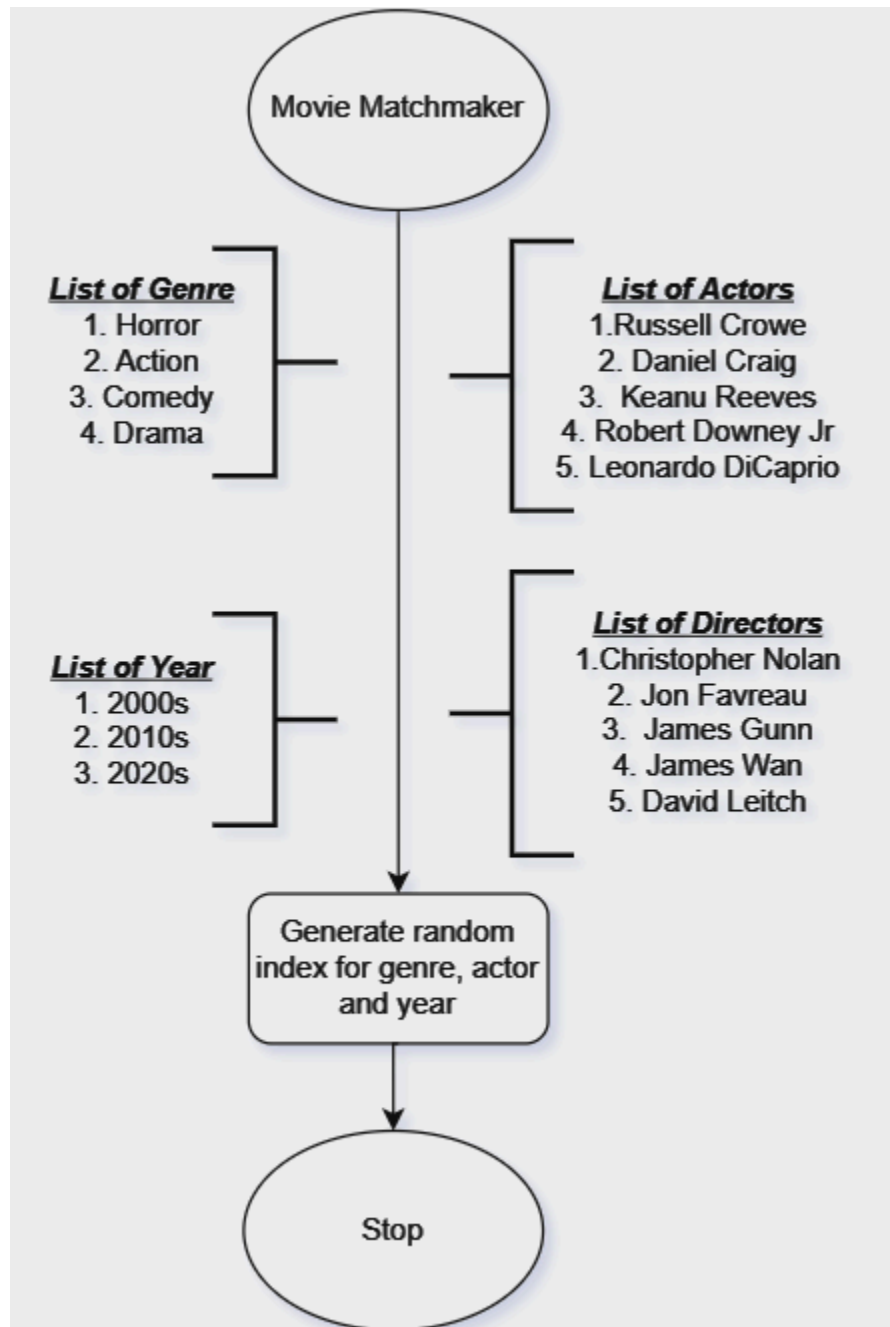 Movie Matchmaker
List of Genre
1. Horror
2. Action
3. Comedy
4. Drama
List of Actors
1.Russell Crowe
2. Daniel Craig
3.  Keanu Reeves
4. Robert Downey Jr
5. Leonardo DiCaprio
List of Year
1. 2000s
2. 2010s
3. 2020s
List of Directors
1.Christopher Nolan
2. Jon Favreau
3.  James Gunn
4. James Wan
5. David Leitch
Generate random
index for genre, actor
and year
Stop